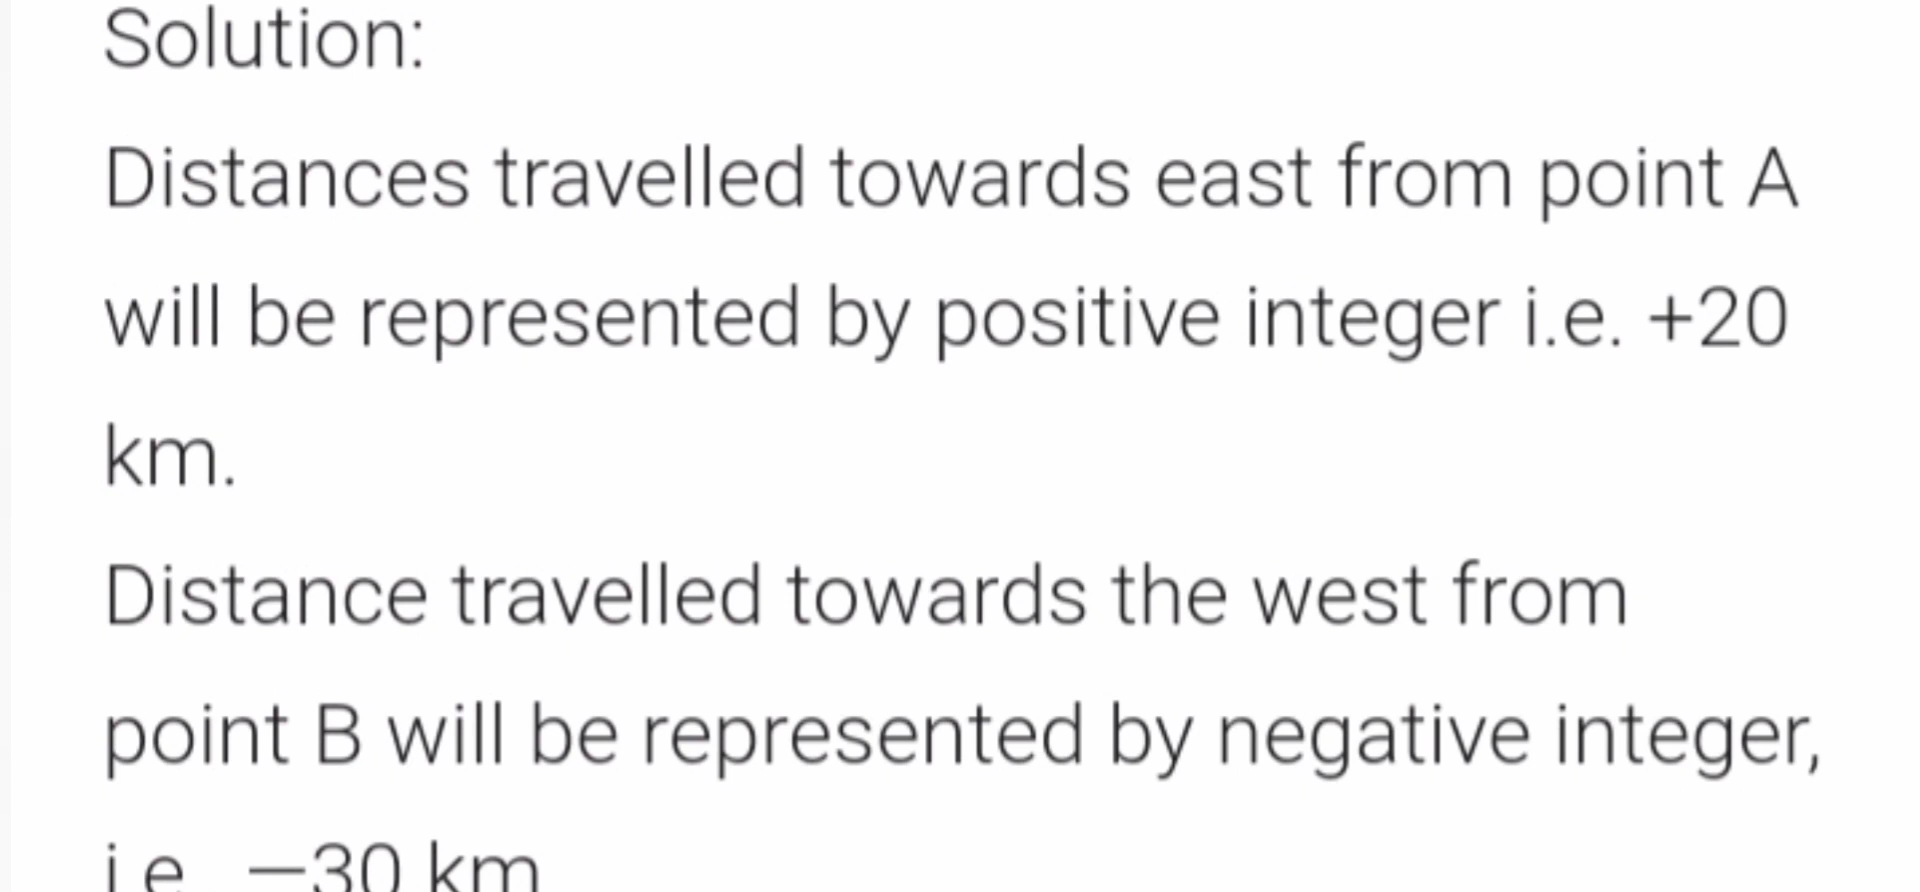 Solution:
Distances travelled towards east from point A
will be represented by positive integer i.e. +20
km.
Distance travelled towards the west from
point B will be represented by negative integer,
i.e., –30 km